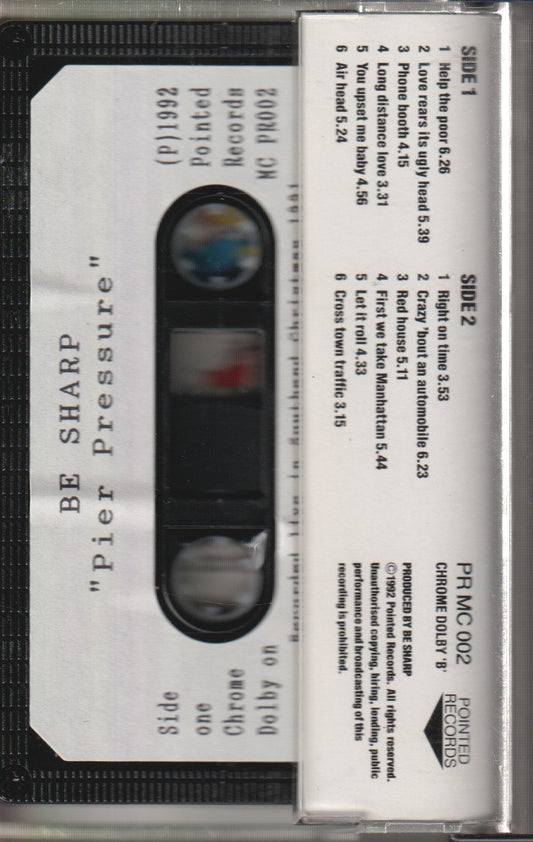 SIDE 1
1 Help the poor 6.26
2 Love rears its ugly head 5.39
3 Phone booth 4.15
4 Long distance love 3.31
5 You upset me baby 4.56
6 Air head 5.24
SIDE 2
1 Right on time 3.53
2 Crazy 'bout an automobile 6.23
3 Red house 5.11
4 First we take Manhattan 5.44
5 Let it roll 4.33
6 Cross town traffic 3.15
PR MC 002
CHROME DOLBY 'B'
PRODUCED BY BE SHARP
©1992 Pointed Records. All rights reserved.
Unauthorised copying, hiring, lending, public
performance and broadcasting of this
recording is prohibited.
POINTED
RECORDS
BE SHARP
"Pier Pressure"
(P)1992
Pointed
Records
MC PR002
Side
one
Chrome
Dolby on
Recorded live in Southend Christmas 1991